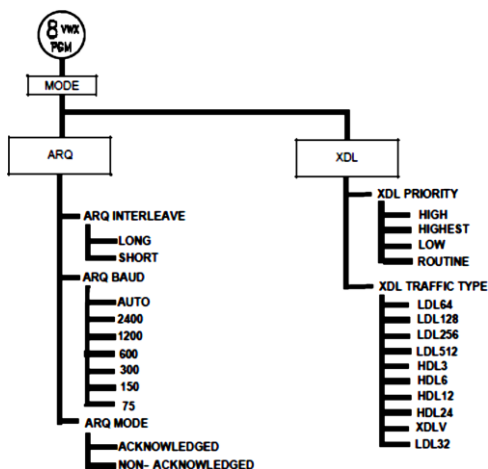 8 VWX
PGM
MODE
ARQ
XDL
ARQ INTERLEAVE
LONG
SHORT
ARQ BAUD
AUTO
2400
1200
600
300
150
75
ARQ MODE
ACKNOWLEDGED
NON- ACKNOWLEDGED
XDL PRIORITY
HIGH
HIGHEST
LOW
ROUTINE
XDL TRAFFIC TYPE
LDL64
LDL128
LDL256
LDL512
HDL3
HDL6
HDL12
HDL24
XDLV
LDL32